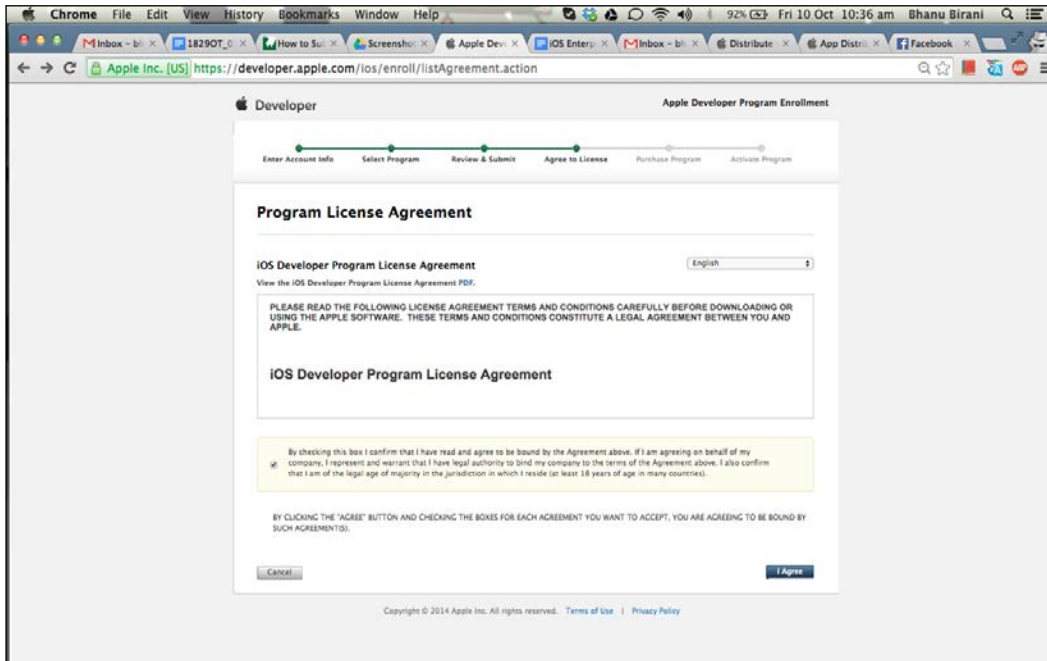 Chrome File Edit View History Bookmarks Window Help 92% Fri 10 Oct 10:36 am Bhanu Birani
Inbox - bl 1829OT_ How to Su Screensho Apple Dev iOS Enterp Inbox - bl Distribute App Distri Facebook
Apple Inc. [US] https://developer.apple.com/ios/enroll/listAgreement.action
Developer
Apple Developer Program Enrollment
Enter Account Info Select Program Review & Submit Agree to License Purchase Program Activate Program
Program License Agreement
iOS Developer Program License Agreement
English
View the iOS Developer Program License Agreement PDF.
PLEASE READ THE FOLLOWING LICENSE AGREEMENT TERMS AND CONDITIONS CAREFULLY BEFORE DOWNLOADING OR
USING THE APPLE SOFTWARE. THESE TERMS AND CONDITIONS CONSTITUTE A LEGAL AGREEMENT BETWEEN YOU AND
APPLE.
iOS Developer Program License Agreement
By checking this box I confirm that I have read and agree to be bound by the Agreement above. If I am agreeing on behalf of my
company, I represent and warrant that I have legal authority to bind my company to the terms of the Agreement above. I also confirm
that I am of the legal age of majority in the jurisdiction in which I reside (at least 18 years of age in many countries).
BY CLICKING THE "AGREE" BUTTON AND CHECKING THE BOXES FOR EACH AGREEMENT YOU WANT TO ACCEPT, YOU ARE AGREEING TO BE BOUND BY
SUCH AGREEMENT(S).
Cancel
I Agree
Copyright © 2014 Apple Inc. All rights reserved. Terms of Use | Privacy Policy